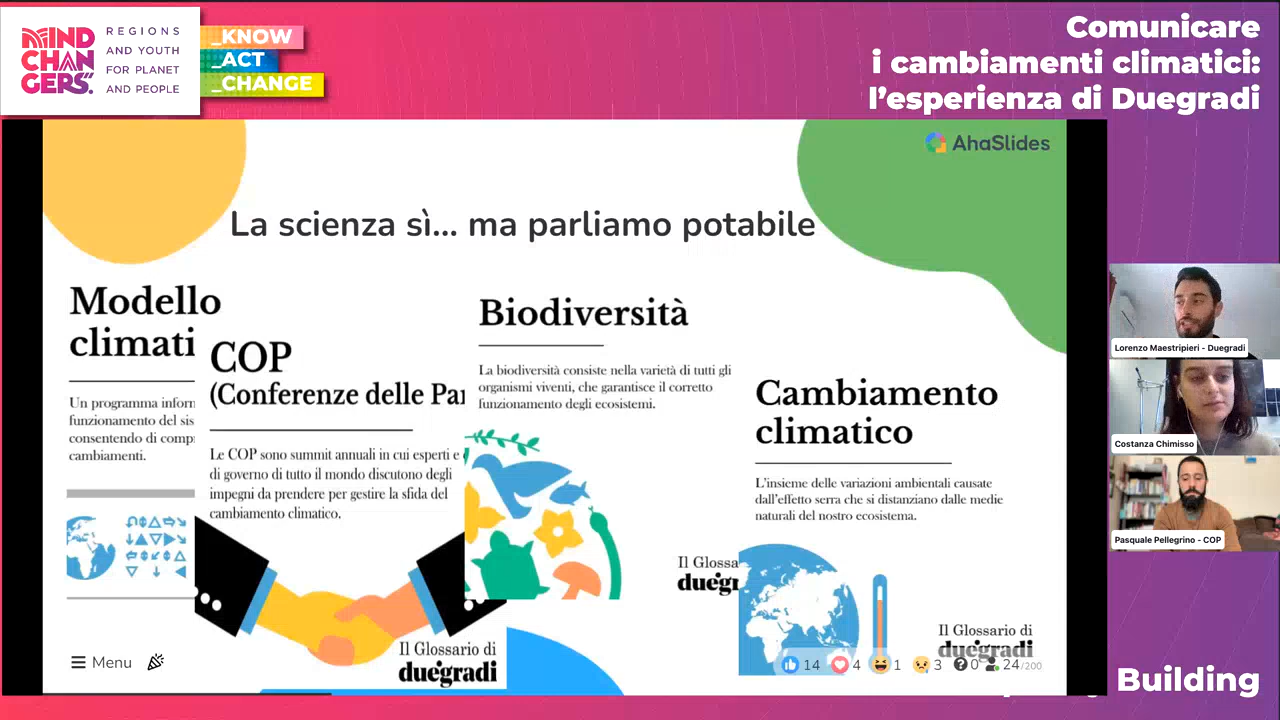 MIND
CHAN
GERS
REGIONS
AND YOUTH
FOR PLANET
AND PEOPLE
_KNOW
_ACT
_CHANGE
Comunicare
i cambiamenti climatici:
l'esperienza di Duegradi
AhaSlides
La scienza sì... ma parliamo potabile
Modello
climati
Un programma inforn
funzionamento del sis
consentendo di comp
cambiamenti.
COP
(Conferenze delle Par
Le COP sono summit annuali in cui esperti e
di governo di tutto il mondo discutono degli
impegni da prendere per gestire la sfida del
cambiamento climatico.
Il Glossario di
duegradi
Biodiversità
La biodiversità consiste nella varietà di tutti gli
organismi viventi, che garantisce il corretto
funzionamento degli ecosistemi.
Il Glossa
duegr
Cambiamento
climatico
L'insieme delle variazioni ambientali causate
dall'effetto serra che si distanziano dalle medie
naturali del nostro ecosistema.
Il Glossario di
duegradi
Menu
14 4 1 3 0 24/200
Lorenzo Maestripieri - Duegradi
Costanza Chimisso
Pasquale Pellegrino - COP
Building